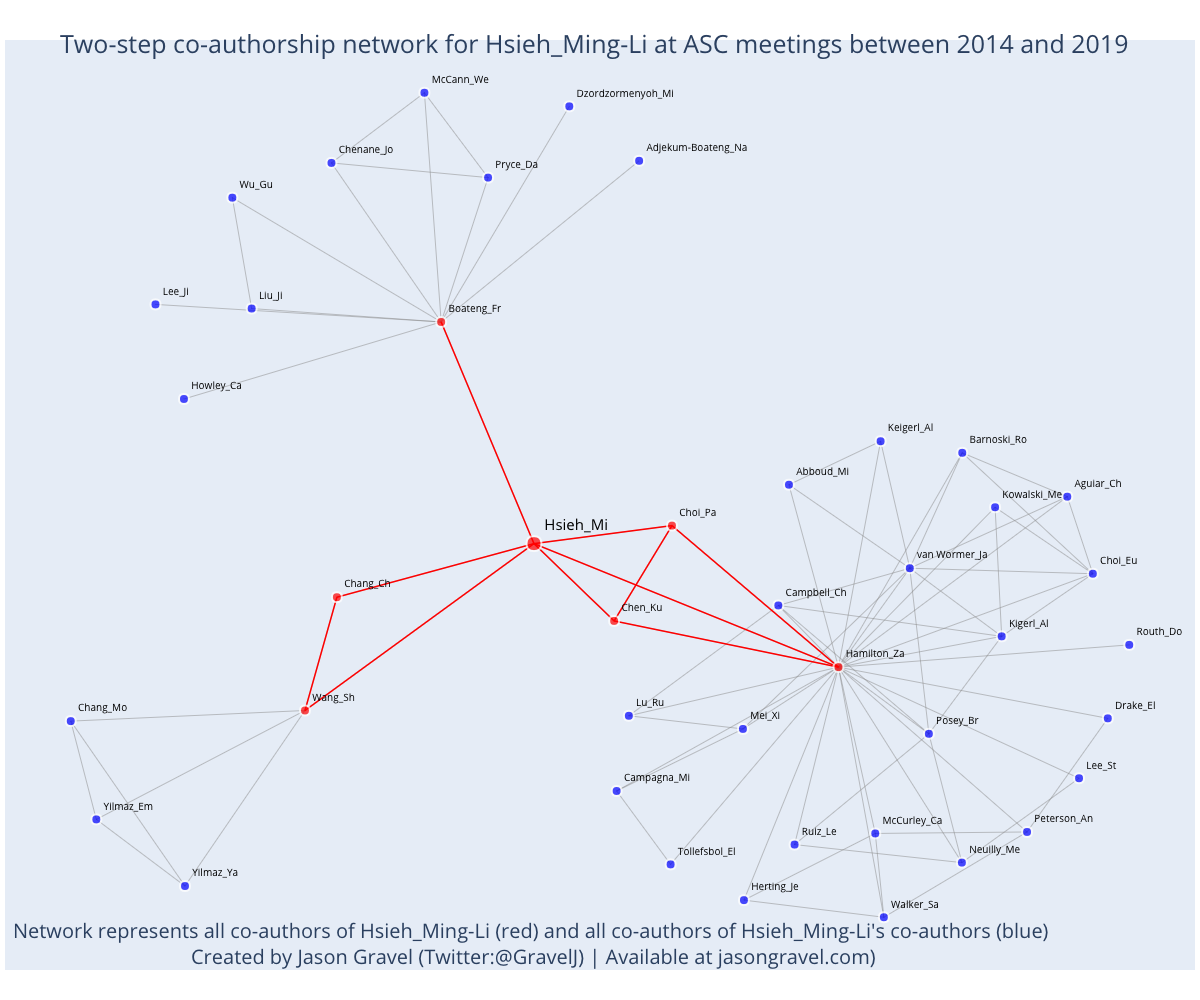 Two-step co-authorship network for Hsieh_Ming-Li at ASC meetings between 2014 and 2019
McCann_We
Dzordzormenyoh_Mi
Chenane_Jo
Adjekum-Boateng_Na
Pryce_Da
Wu_Gu
Lee_Ji
Liu_Ji
Boateng_Fr
Howley_Ca
Keigerl_Al
Barnoski_Ro
Abboud_Mi
Aguiar_Ch
Kowalski_Me
Choi_Pa
Hsieh_Mi
van Wormer_Ja
Choi_Eu
Chang_Ch
Campbell_Ch
Chen_Ku
Kigerl_Al
Routh_Do
Hamilton_Za
Wang_Sh
Chang_Mo
Lu_Ru
Mei_Xi
Posey_Br
Drake_El
Lee_St
Campagna_Mi
Yilmaz_Em
McCurley_Ca
Peterson_An
Ruiz_Le
Tollefsbol_El
Neuilly_Me
Yilmaz_Ya
Herting_Je
Walker_Sa
Network represents all co-authors of Hsieh_Ming-Li (red) and all co-authors of Hsieh_Ming-Li's co-authors (blue)
Created by Jason Gravel (Twitter:@GravelJ) | Available at jasongravel.com)